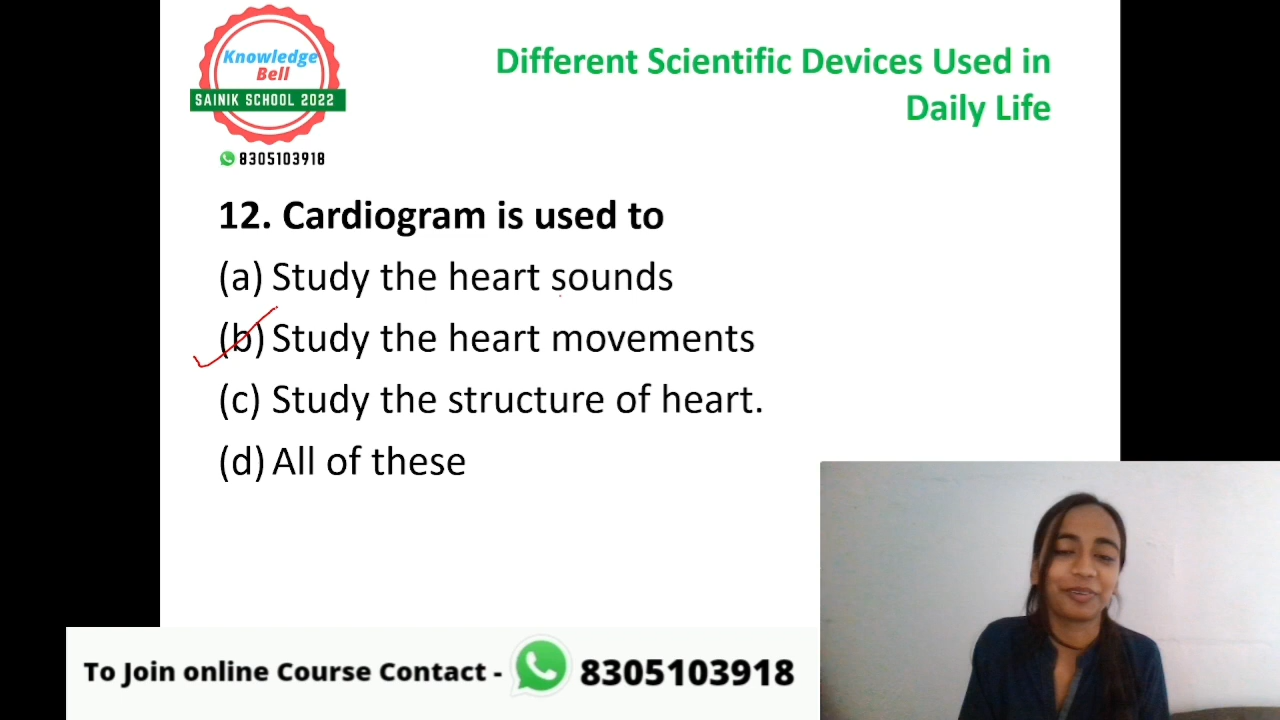 Knowledge
Bell
SAINIK SCHOOL 2022
8305103918
Different Scientific Devices Used in
Daily Life
12. Cardiogram is used to
(a) Study the heart sounds
(b) Study the heart movements
(c) Study the structure of heart.
(d) All of these
To Join online Course Contact - 8305103918